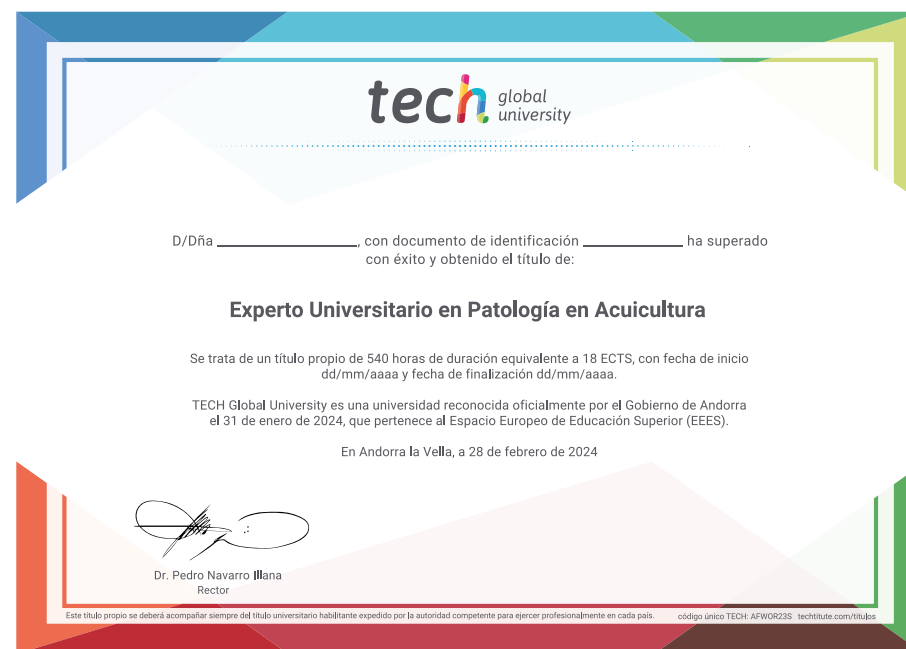 tech global university
D/Dña ____________________, con documento de identificación ______________ ha superado
con éxito y obtenido el título de:
Experto Universitario en Patología en Acuicultura
Se trata de un título propio de 540 horas de duración equivalente a 18 ECTS, con fecha de inicio
dd/mm/aaaa y fecha de finalización dd/mm/aaaa.
TECH Global University es una universidad reconocida oficialmente por el Gobierno de Andorra
el 31 de enero de 2024, que pertenece al Espacio Europeo de Educación Superior (EEES).
En Andorra la Vella, a 28 de febrero de 2024
Dr. Pedro Navarro Illana
Rector
Este título propio se deberá acompañar siempre del título universitario habilitante expedido por la autoridad competente para ejercer profesionalmente en cada país. código único TECH: AFWOR23S techtitute.com/titulos